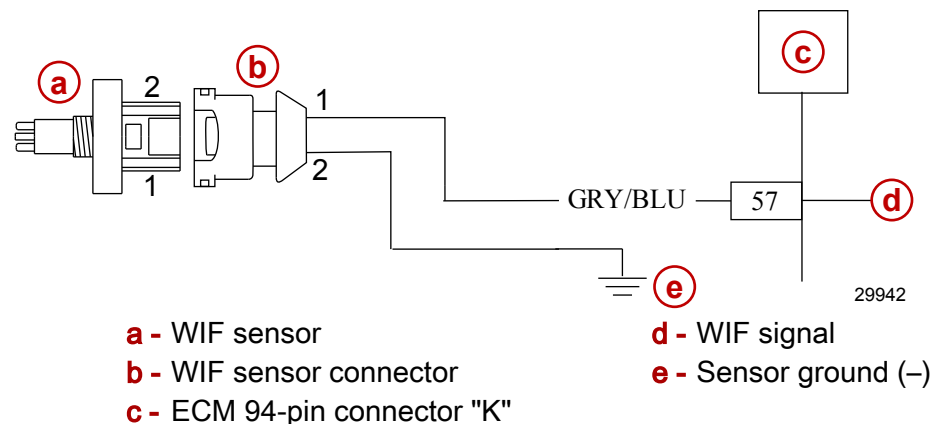 c
a
2
b
1
1
2
GRY/BLU
57
d
e
29942
a - WIF sensor
b - WIF sensor connector
c - ECM 94-pin connector "K"
d - WIF signal
e - Sensor ground (–)